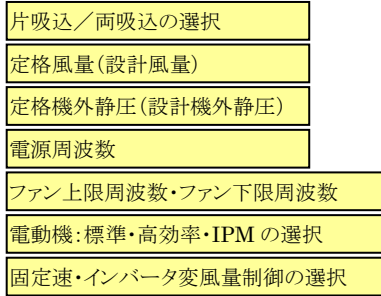 片吸込／両吸込の選択
定格風量(設計風量)
定格機外静圧(設計機外静圧)
電源周波数
ファン上限周波数・ファン下限周波数
電動機：標準・高効率・IPM の選択
固定速・インバータ変風量制御の選択